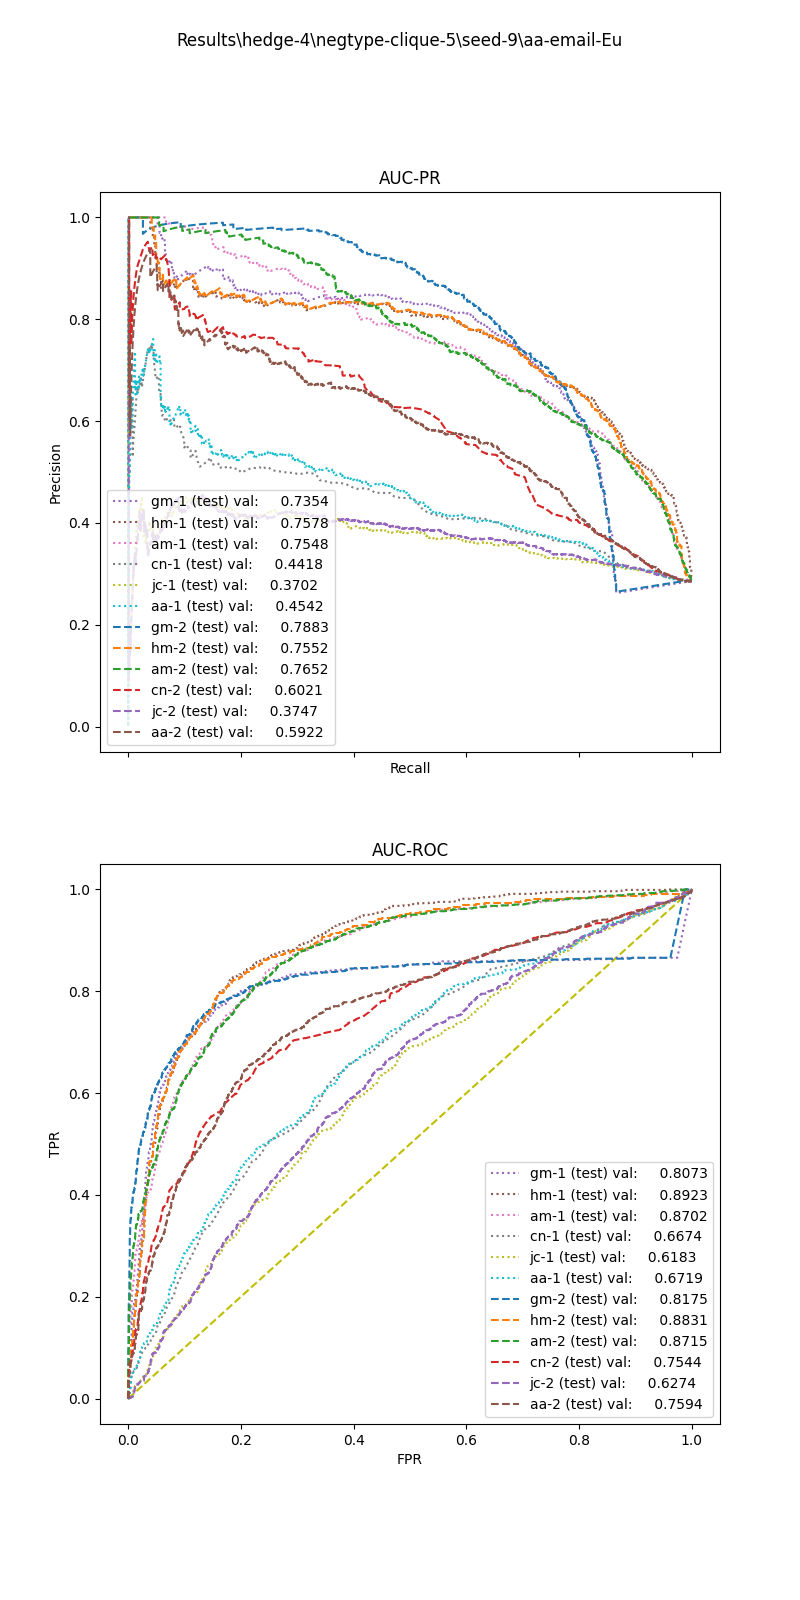 Results\hedge-4\negtype-clique-5\seed-9\aa-email-Eu
AUC-PR
1.0
0.8
0.6
0.4
0.2
0.0
Precision
gm-1 (test) val: 0.7354
hm-1 (test) val: 0.7578
am-1 (test) val: 0.7548
cn-1 (test) val: 0.4418
jc-1 (test) val: 0.3702
aa-1 (test) val: 0.4542
gm-2 (test) val: 0.7883
hm-2 (test) val: 0.7552
am-2 (test) val: 0.7652
cn-2 (test) val: 0.6021
jc-2 (test) val: 0.3747
aa-2 (test) val: 0.5922
Recall
AUC-ROC
1.0
0.8
0.6
0.4
0.2
0.0
TPR
gm-1 (test) val: 0.8073
hm-1 (test) val: 0.8923
am-1 (test) val: 0.8702
cn-1 (test) val: 0.6674
jc-1 (test) val: 0.6183
aa-1 (test) val: 0.6719
gm-2 (test) val: 0.8175
hm-2 (test) val: 0.8831
am-2 (test) val: 0.8715
cn-2 (test) val: 0.7544
jc-2 (test) val: 0.6274
aa-2 (test) val: 0.7594
0.0 0.2 0.4 0.6 0.8 1.0
FPR